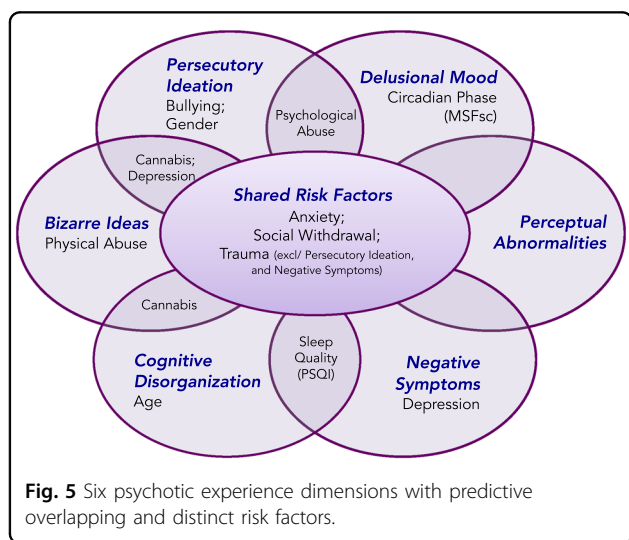 Persecutory
Ideation
Bullying;
Gender
Psychological
Abuse
Delusional Mood
Circadian Phase
(MSFsc)
Cannabis;
Depression
Shared Risk Factors
Anxiety;
Social Withdrawal;
Trauma (excl/ Persecutory Ideation,
and Negative Symptoms)
Bizarre Ideas
Physical Abuse
Perceptual
Abnormalities
Cannabis
Sleep
Quality
(PSQI)
Cognitive
Disorganization
Age
Negative
Symptoms
Depression
Fig. 5 Six psychotic experience dimensions with predictive
overlapping and distinct risk factors.